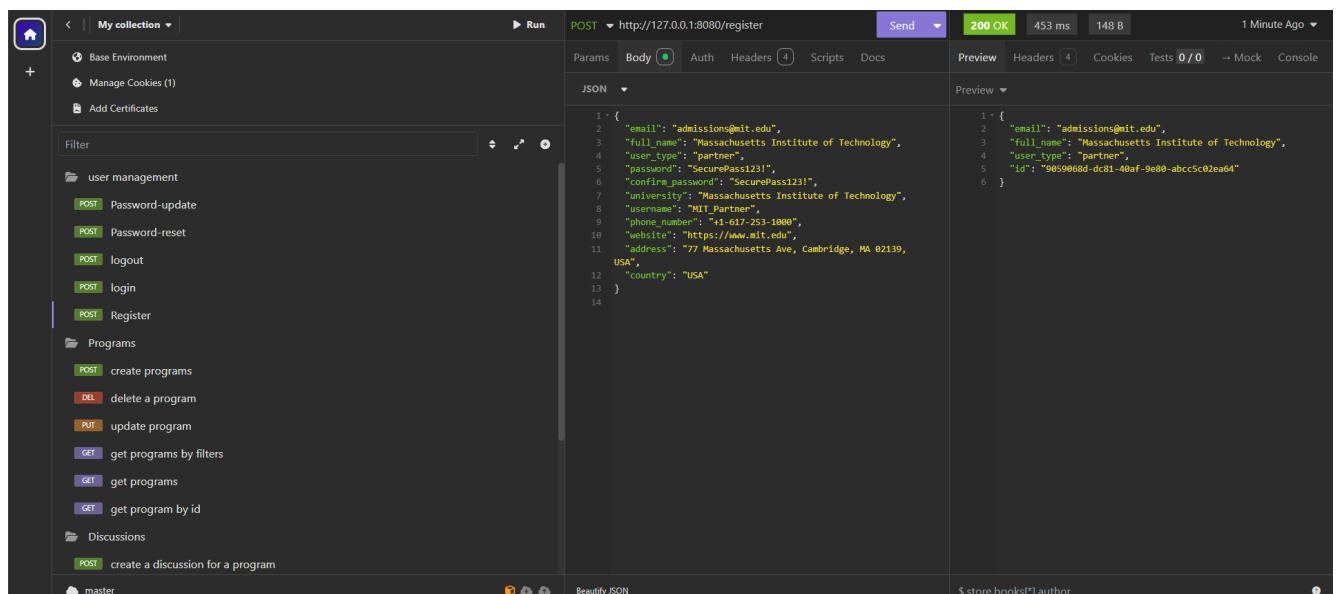 My collection
Run
Base Environment
Manage Cookies (1)
Add Certificates
Filter
user management
POST Password-update
POST Password-reset
POST logout
POST login
POST Register
Programs
POST create programs
DEL delete a program
PUT update program
GET get programs by filters
GET get programs
GET get program by id
Discussions
POST create a discussion for a program
master
POST http://127.0.0.1:8080/register Send
Params Body Auth Headers 4 Scripts Docs
JSON
1 {
2 "email": "admissions@mit.edu",
3 "full_name": "Massachusetts Institute of Technology",
4 "user_type": "partner",
5 "password": "SecurePass123!",
6 "confirm_password": "SecurePass123!",
7 "university": "Massachusetts Institute of Technology",
8 "username": "MIT_Partner",
9 "phone_number": "+1-617-253-1000",
10 "website": "https://www.mit.edu",
11 "address": "77 Massachusetts Ave, Cambridge, MA 02139,
USA",
12 "country": "USA"
13 }
14
Beautify JSON
200 OK 453 ms 148 B 1 Minute Ago
Preview Headers 4 Cookies Tests 0 / 0 → Mock Console
Preview
1 {
2 "email": "admissions@mit.edu",
3 "full_name": "Massachusetts Institute of Technology",
4 "user_type": "partner",
5 "id": "9059068d-dc81-40af-9e80-abcc5c02ea64"
6 }
$.store.books[*].author